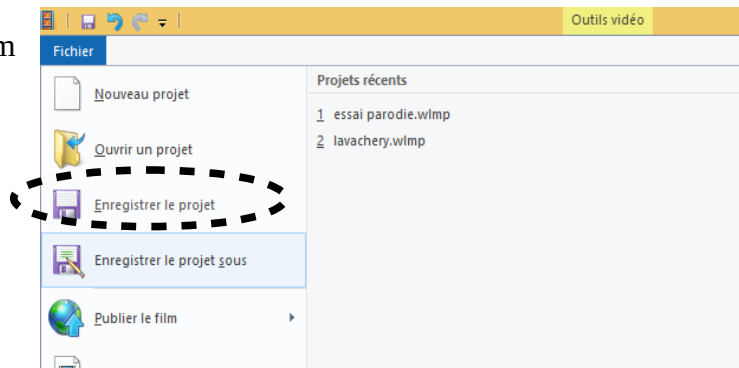 Outils vidéo
m
Fichier
Projets récents
Nouveau projet
1 essai parodie.wlmp
2 lavachery.wlmp
Ouvrir un projet
Enregistrer le projet
Enregistrer le projet sous
Publier le film